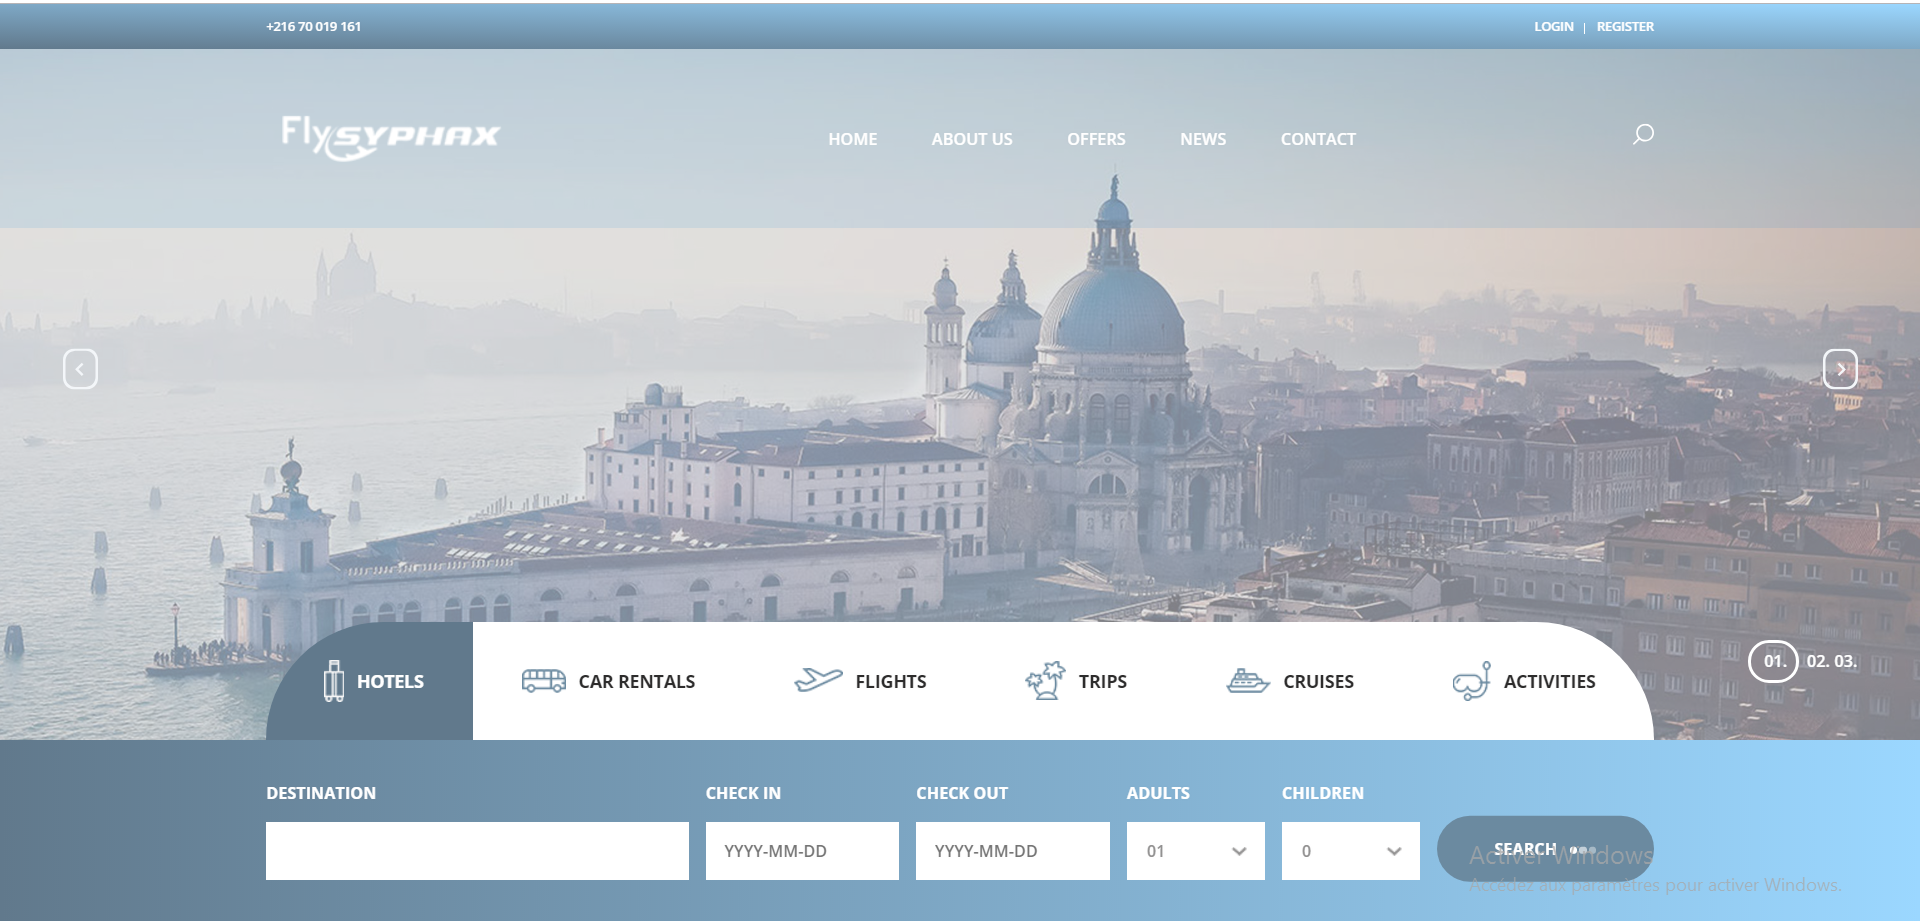 +216 70 019 161
LOGIN | REGISTER
FlySYPHAX
HOME ABOUT US OFFERS NEWS CONTACT
01. 02. 03.
HOTELS CAR RENTALS FLIGHTS TRIPS CRUISES ACTIVITIES
DESTINATION CHECK IN CHECK OUT ADULTS CHILDREN
YYYY-MM-DD YYYY-MM-DD 01 0 SEARCH
Activer Windows
Accédez aux paramètres pour activer Windows.